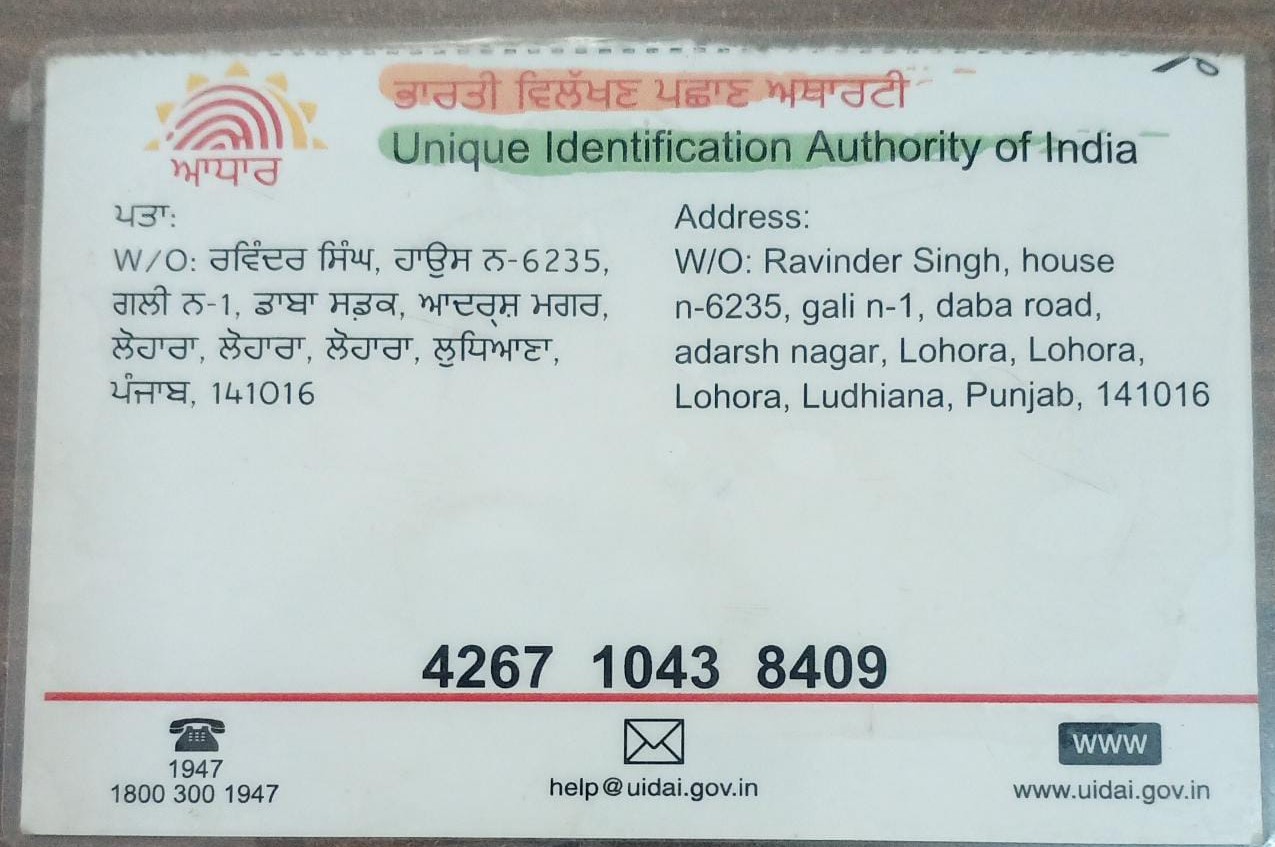 ਭਾਰਤੀ ਵਿਲੱਖਣ ਪਛਾਣ ਅਥਾਰਟੀ
Unique Identification Authority of India
ਆਧਾਰ
ਪਤਾ:
W/O: ਰਵਿੰਦਰ ਸਿੰਘ, ਹਾਊਸ ਨ-6235,
ਗਲੀ ਨ-1, ਡਾਬਾ ਸੜਕ, ਆਦਰ੍ਸ਼ ਮਗਰ,
ਲੋਹਾਰਾ, ਲੋਹਾਰਾ, ਲੋਹਾਰਾ, ਲੁਧਿਆਣਾ,
ਪੰਜਾਬ, 141016
Address:
W/O: Ravinder Singh, house
n-6235, gali n-1, daba road,
adarsh nagar, Lohora, Lohora,
Lohora, Ludhiana, Punjab, 141016
4267 1043 8409
1947
1800 300 1947
help@uidai.gov.in
www
www.uidai.gov.in